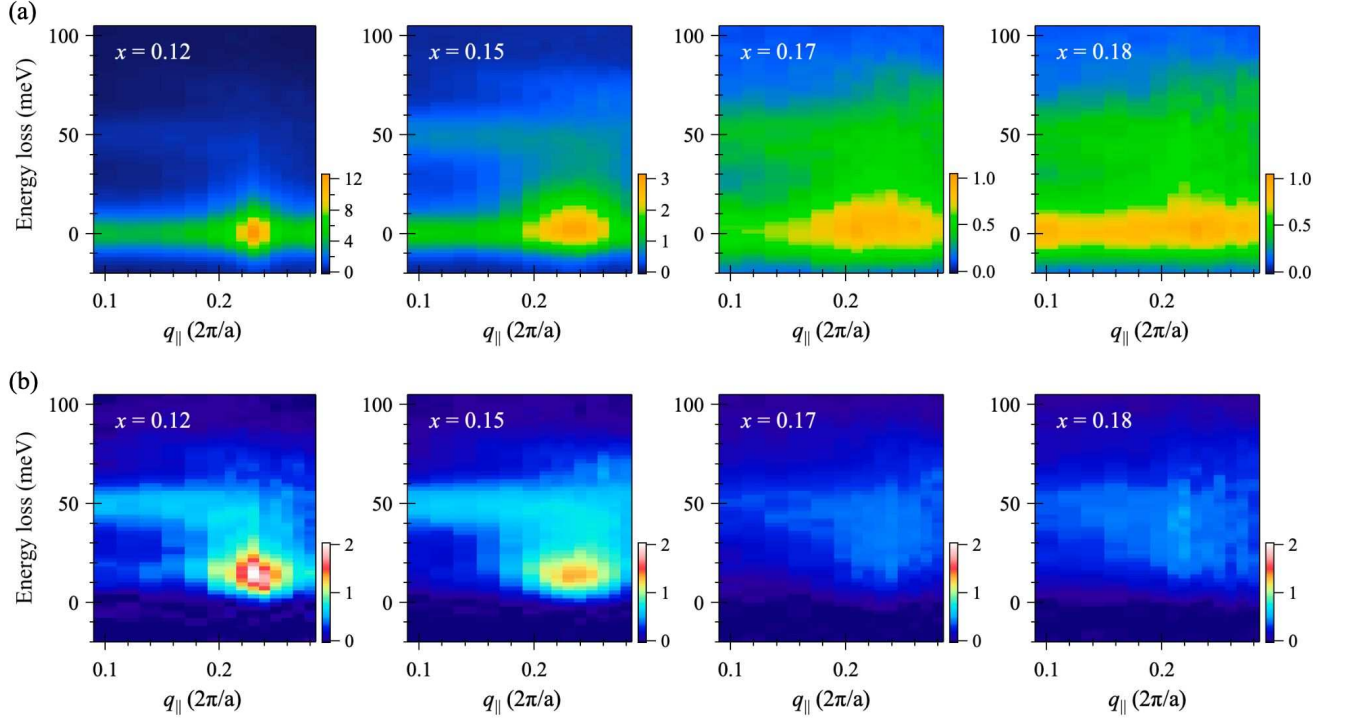 (a)
x = 0.12
x = 0.15
x = 0.17
x = 0.18
Energy loss (meV)
100
50
0
12
8
4
0
0.1 0.2
q|| (2π/a)
100
50
0
3
2
1
0
0.1 0.2
q|| (2π/a)
100
50
0
1.0
0.5
0.0
0.1 0.2
q|| (2π/a)
100
50
0
1.0
0.5
0.0
0.1 0.2
q|| (2π/a)
(b)
x = 0.12
x = 0.15
x = 0.17
x = 0.18
Energy loss (meV)
100
50
0
2
1
0
0.1 0.2
q|| (2π/a)
100
50
0
2
1
0
0.1 0.2
q|| (2π/a)
100
50
0
2
1
0
0.1 0.2
q|| (2π/a)
100
50
0
2
1
0
0.1 0.2
q|| (2π/a)